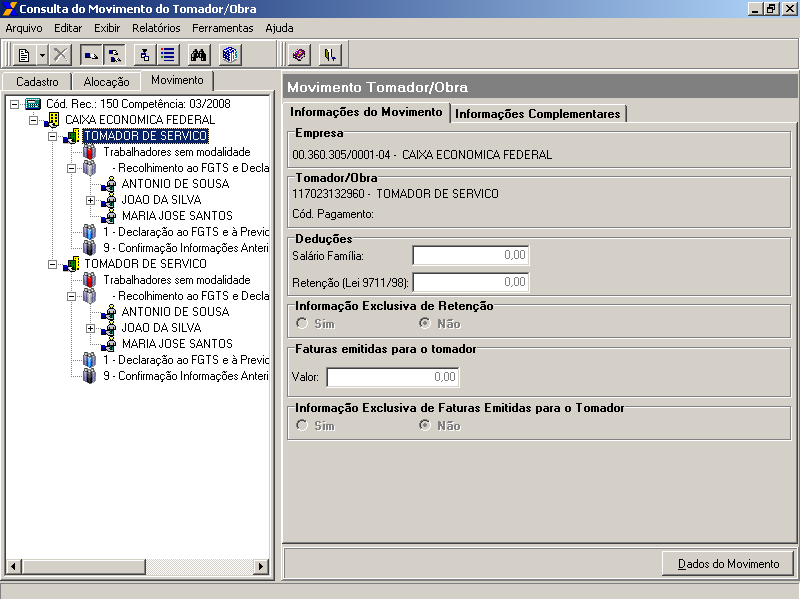 Consulta do Movimento do Tomador/Obra
Arquivo Editar Exibir Relatórios Ferramentas Ajuda
Cadastro Alocação Movimento
Cód. Rec.: 150 Competência: 03/2008
CAIXA ECONOMICA FEDERAL
TOMADOR DE SERVICO
Trabalhadores sem modalidade
- Recolhimento ao FGTS e Decla
ANTONIO DE SOUSA
JOAO DA SILVA
MARIA JOSE SANTOS
1 - Declaração ao FGTS e à Previc
9 - Confirmação Informações Anteri
TOMADOR DE SERVICO
Trabalhadores sem modalidade
- Recolhimento ao FGTS e Decla
ANTONIO DE SOUSA
JOAO DA SILVA
MARIA JOSE SANTOS
1 - Declaração ao FGTS e à Previc
9 - Confirmação Informações Anteri
Movimento Tomador/Obra
Informações do Movimento Informações Complementares
Empresa
00.360.305/0001-04 - CAIXA ECONOMICA FEDERAL
Tomador/Obra
117023132960 - TOMADOR DE SERVICO
Cód. Pagamento:
Deduções
Salário Família: 0,00
Retenção (Lei 9711/98): 0,00
Informação Exclusiva de Retenção
Sim Não
Faturas emitidas para o tomador
Valor: 0,00
Informação Exclusiva de Faturas Emitidas para o Tomador
Sim Não
Dados do Movimento